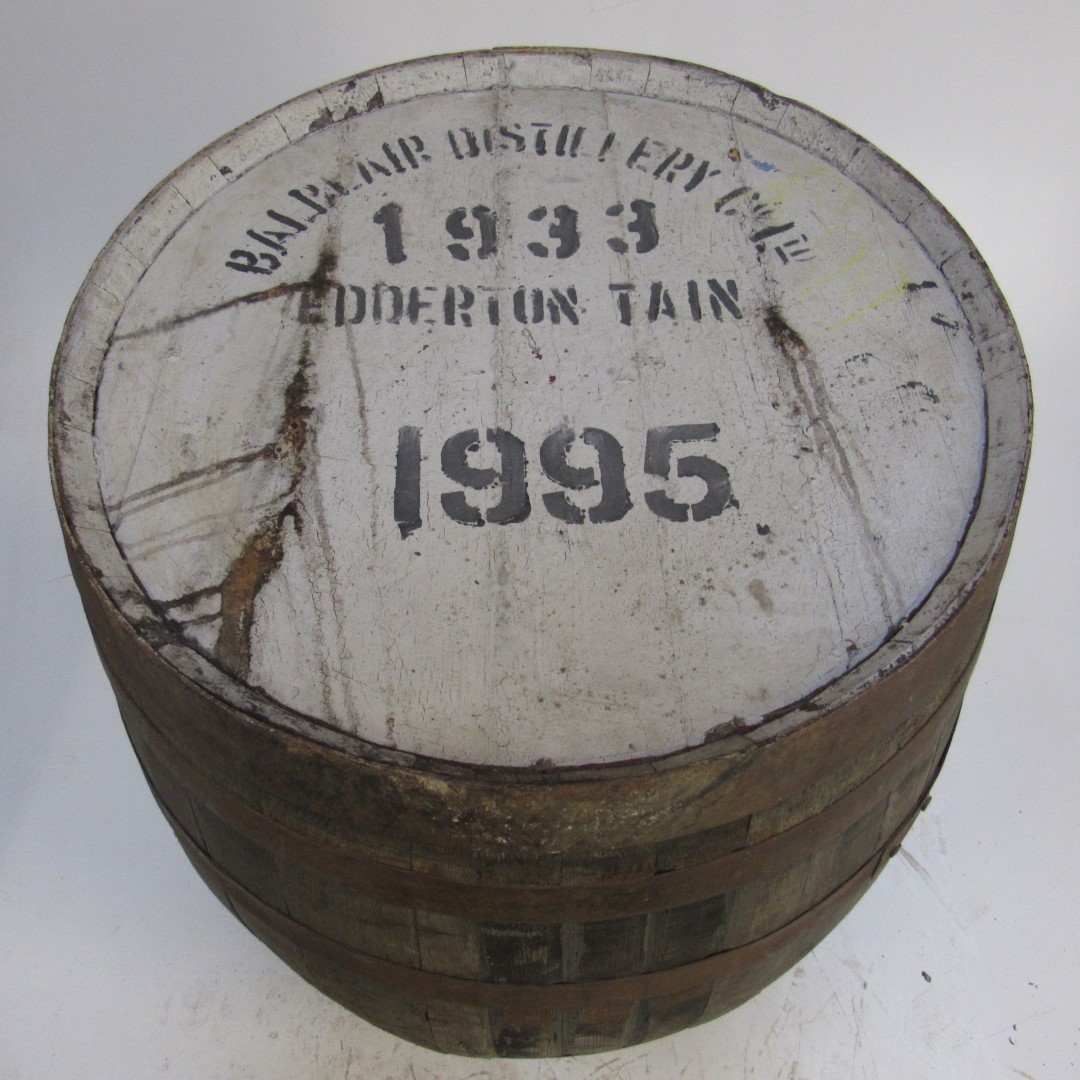 BALBLAIR DISTILLERY
1933
EDDERTON TAIN
1995